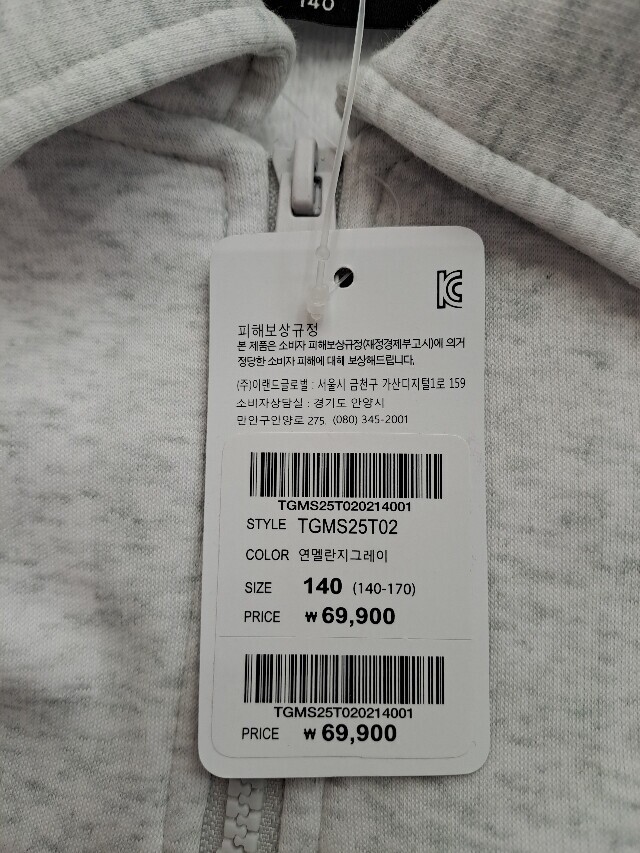 140
피해보상규정
본 제품은 소비자 피해보상규정(재정경제부고시)에 의거
정당한 소비자 피해에 대해 보상해드립니다.
(주)이랜드글로벌 : 서울시 금천구 가산디지털1로 159
소비자상담실 : 경기도 안양시
만인구인양로 275, (080) 345-2001
TGMS25T020214001
STYLE TGMS25T02
COLOR 연멜란지그레이
SIZE 140 (140-170)
PRICE ₩69,900
TGMS25T020214001
PRICE ₩69,900